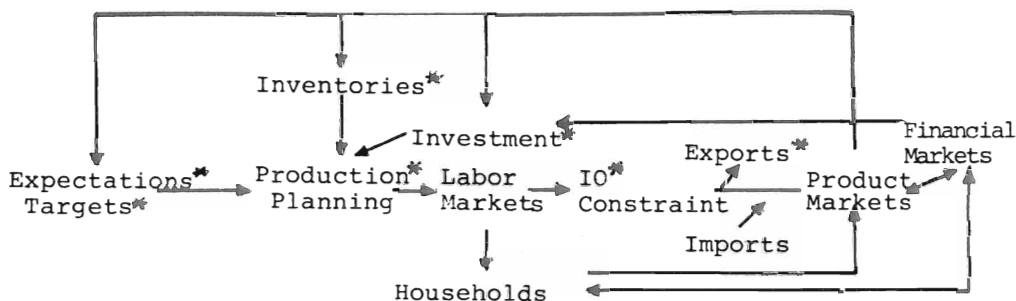 Inventories*
Investment*
Financial
Markets
Exports*
Expectations*
Targets*
Production*
Planning
Labor
Markets
IO*
Constraint
Product
Markets
Imports
Households